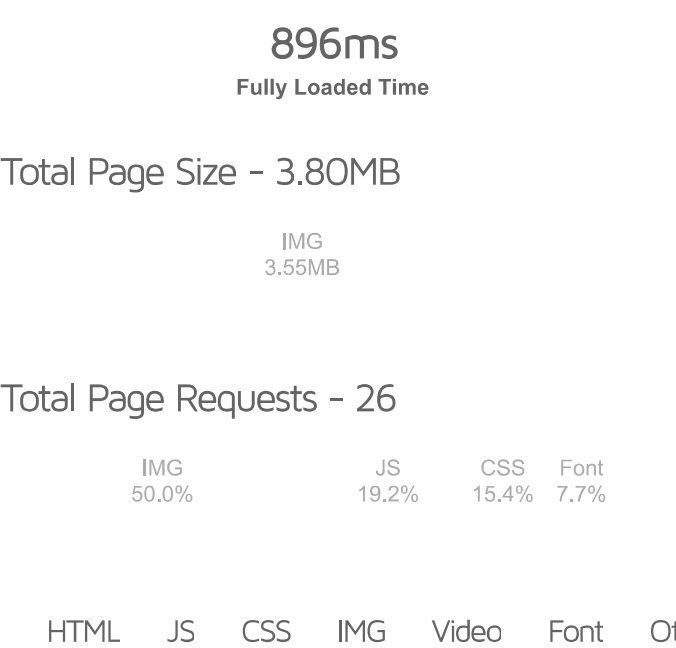 896ms
Fully Loaded Time
Total Page Size - 3.80MB
IMG
3.55MB
Total Page Requests - 26
IMG JS CSS Font
50.0% 19.2% 15.4% 7.7%
HTML JS CSS IMG Video Font